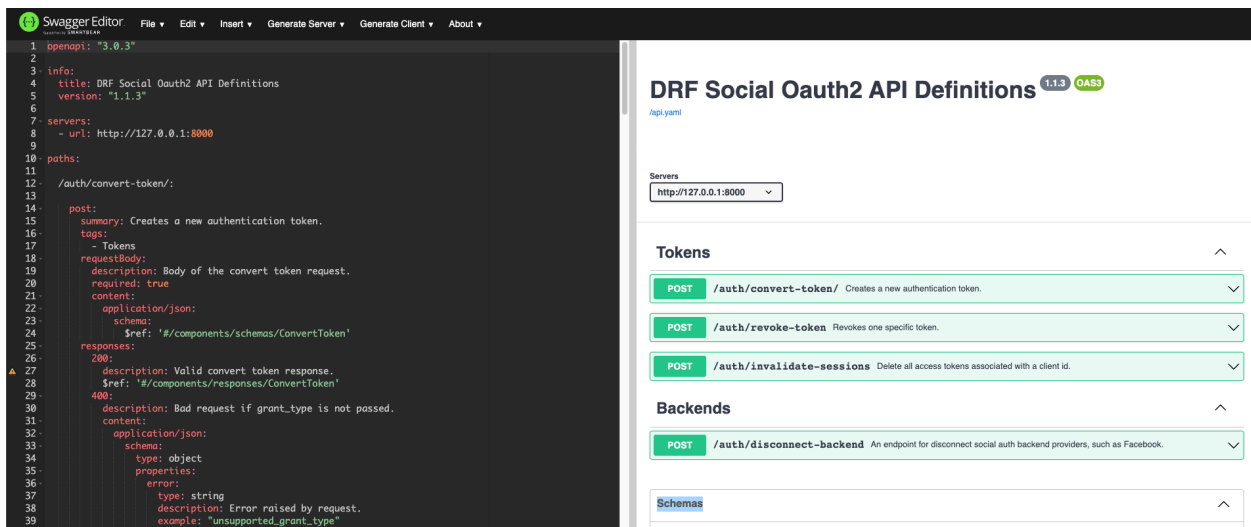 Swagger Editor.
Supported by SMARTBEAR
File ▾ Edit ▾ Insert ▾ Generate Server ▾ Generate Client ▾ About ▾
1 openapi: "3.0.3"
2
3 info:
4 title: DRF Social Oauth2 API Definitions
5 version: "1.1.3"
6
7 servers:
8 - url: http://127.0.0.1:8000
9
10 paths:
11
12 /auth/convert-token/:
13
14 post:
15 summary: Creates a new authentication token.
16 tags:
17 - Tokens
18 requestBody:
19 description: Body of the convert token request.
20 required: true
21 content:
22 application/json:
23 schema:
24 $ref: '#/components/schemas/ConvertToken'
25 responses:
26 200:
27 description: Valid convert token response.
28 $ref: '#/components/responses/ConvertToken'
29 400:
30 description: Bad request if grant_type is not passed.
31 content:
32 application/json:
33 schema:
34 type: object
35 properties:
36 error:
37 type: string
38 description: Error raised by request.
39 example: "unsupported_grant_type"
DRF Social Oauth2 API Definitions 1.1.3 OAS3
/api.yaml
Servers
http://127.0.0.1:8000
Tokens
POST /auth/convert-token/ Creates a new authentication token.
POST /auth/revoke-token Revokes one specific token.
POST /auth/invalidate-sessions Delete all access tokens associated with a client id.
Backends
POST /auth/disconnect-backend An endpoint for disconnect social auth backend providers, such as Facebook.
Schemas